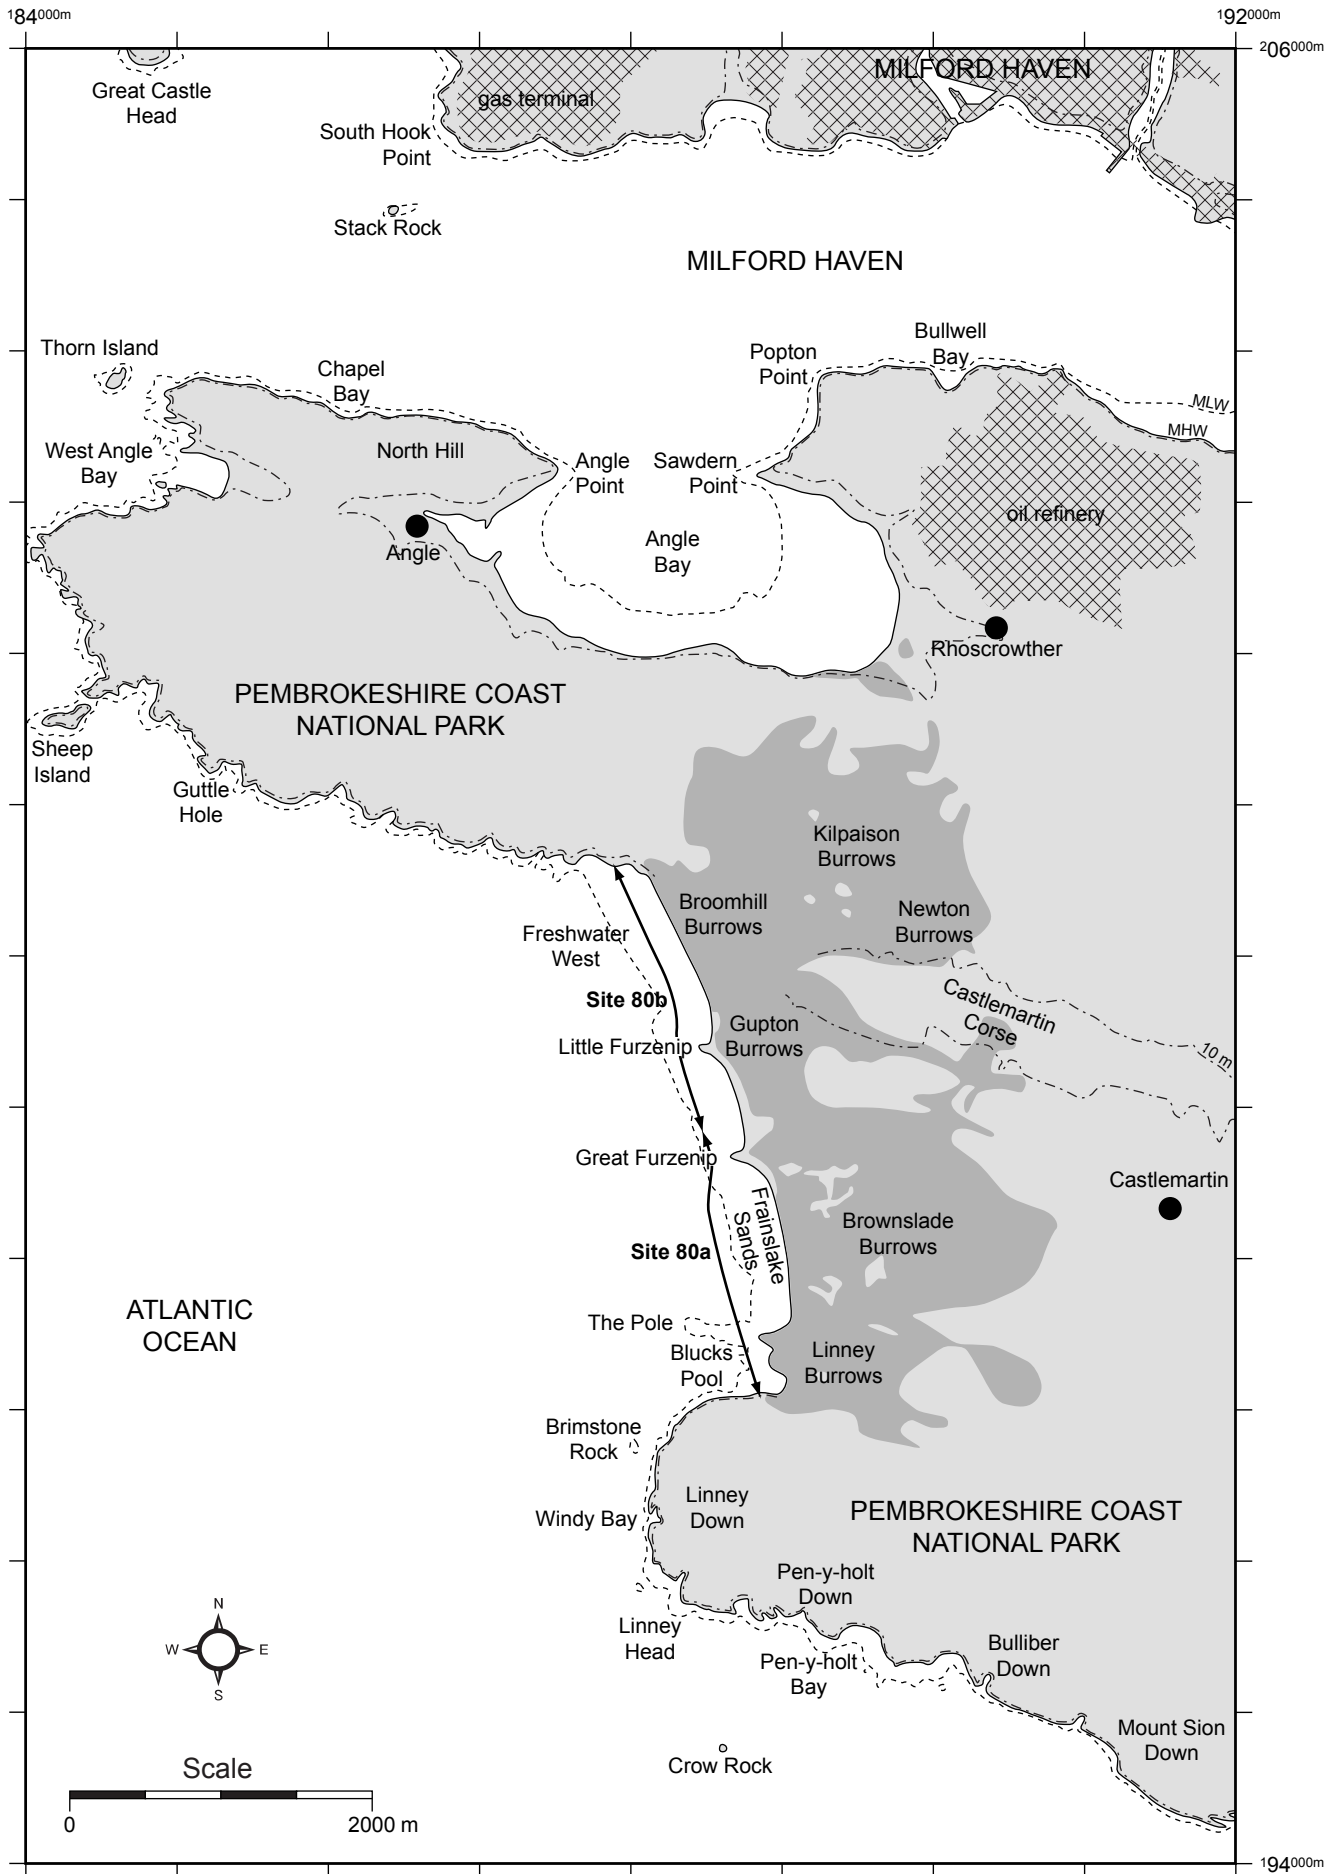 184000m
192000m
206000m
MILFORD HAVEN
Great Castle
Head
gas terminal
South Hook
Point
Stack Rock
MILFORD HAVEN
Bullwell
Bay
Thorn Island
Popton
Point
Chapel
Bay
MLW
MHW
West Angle
Bay
North Hill
Angle
Point
Sawdern
Point
oil refinery
Angle
Bay
Angle
Rhoscrowther
PEMBROKESHIRE COAST
NATIONAL PARK
Sheep
Island
Guttle
Hole
Kilpaison
Burrows
Broomhill
Burrows
Newton
Burrows
Freshwater
West
Castlemartin
Corse
Site 80b
Gupton
Burrows
Little Furzenip
10 m
Great Furzenip
Castlemartin
Frainslake
Sands
Brownslade
Burrows
Site 80a
ATLANTIC
OCEAN
The Pole
Blucks
Pool
Linney
Burrows
Brimstone
Rock
Linney
Down
Windy Bay
PEMBROKESHIRE COAST
NATIONAL PARK
Pen-y-holt
Down
N
W
E
S
Linney
Head
Bulliber
Down
Pen-y-holt
Bay
Mount Sion
Down
Crow Rock
Scale
0
2000 m
194000m